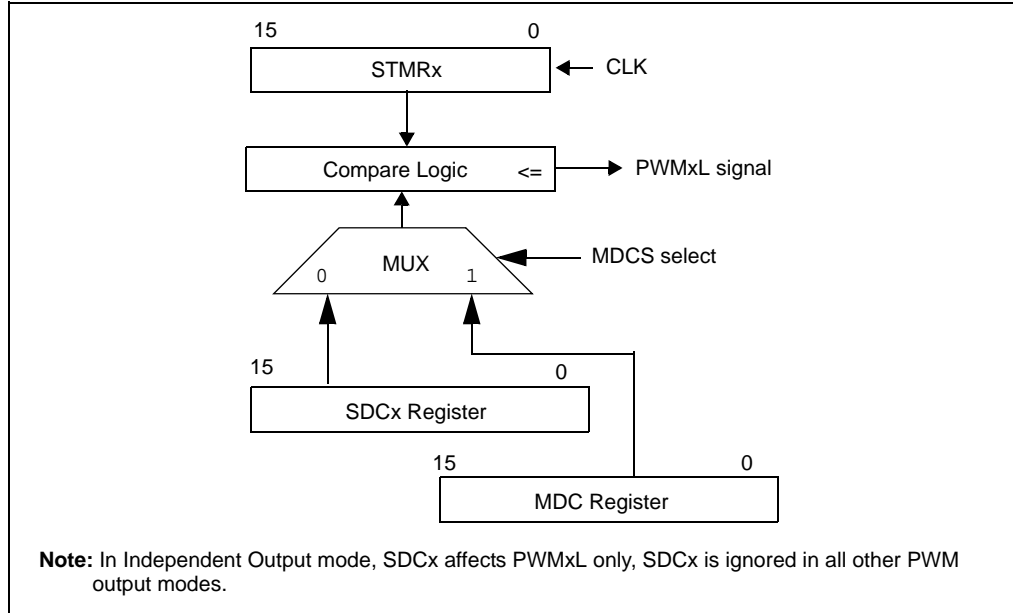 15 0
STMRx
CLK
Compare Logic <=
PWMxL signal
MUX
MDCS select
0 1
15 0
SDCx Register
15 0
MDC Register
Note: In Independent Output mode, SDCx affects PWMxL only, SDCx is ignored in all other PWM
output modes.